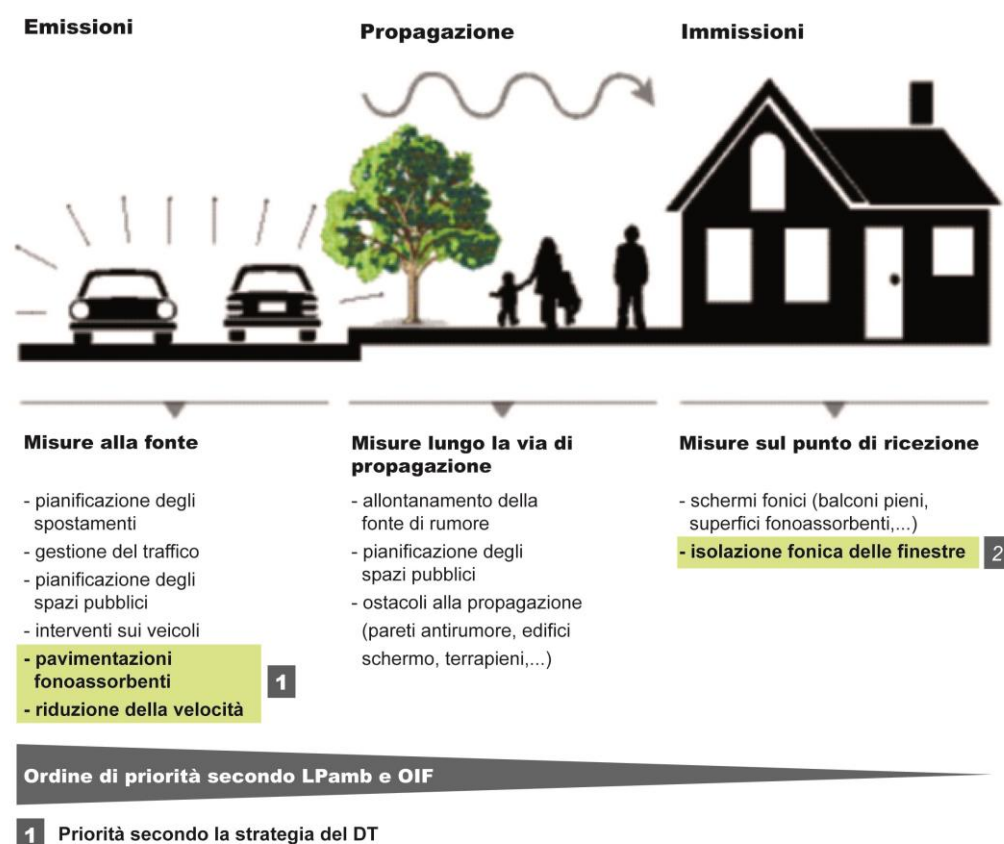 Emissioni
Propagazione
Immissioni
Misure alla fonte
- pianificazione degli
spostamenti
- gestione del traffico
- pianificazione degli
spazi pubblici
- interventi sui veicoli
- pavimentazioni
fonoassorbenti
- riduzione della velocità
1
Misure lungo la via di
propagazione
- allontanamento della
fonte di rumore
- pianificazione degli
spazi pubblici
- ostacoli alla propagazione
(pareti antirumore, edifici
schermo, terrapieni,...)
Misure sul punto di ricezione
- schermi fonici (balconi pieni,
superfici fonoassorbenti,...)
- isolazione fonica delle finestre
2
Ordine di priorità secondo LPamb e OIF
1 Priorità secondo la strategia del DT